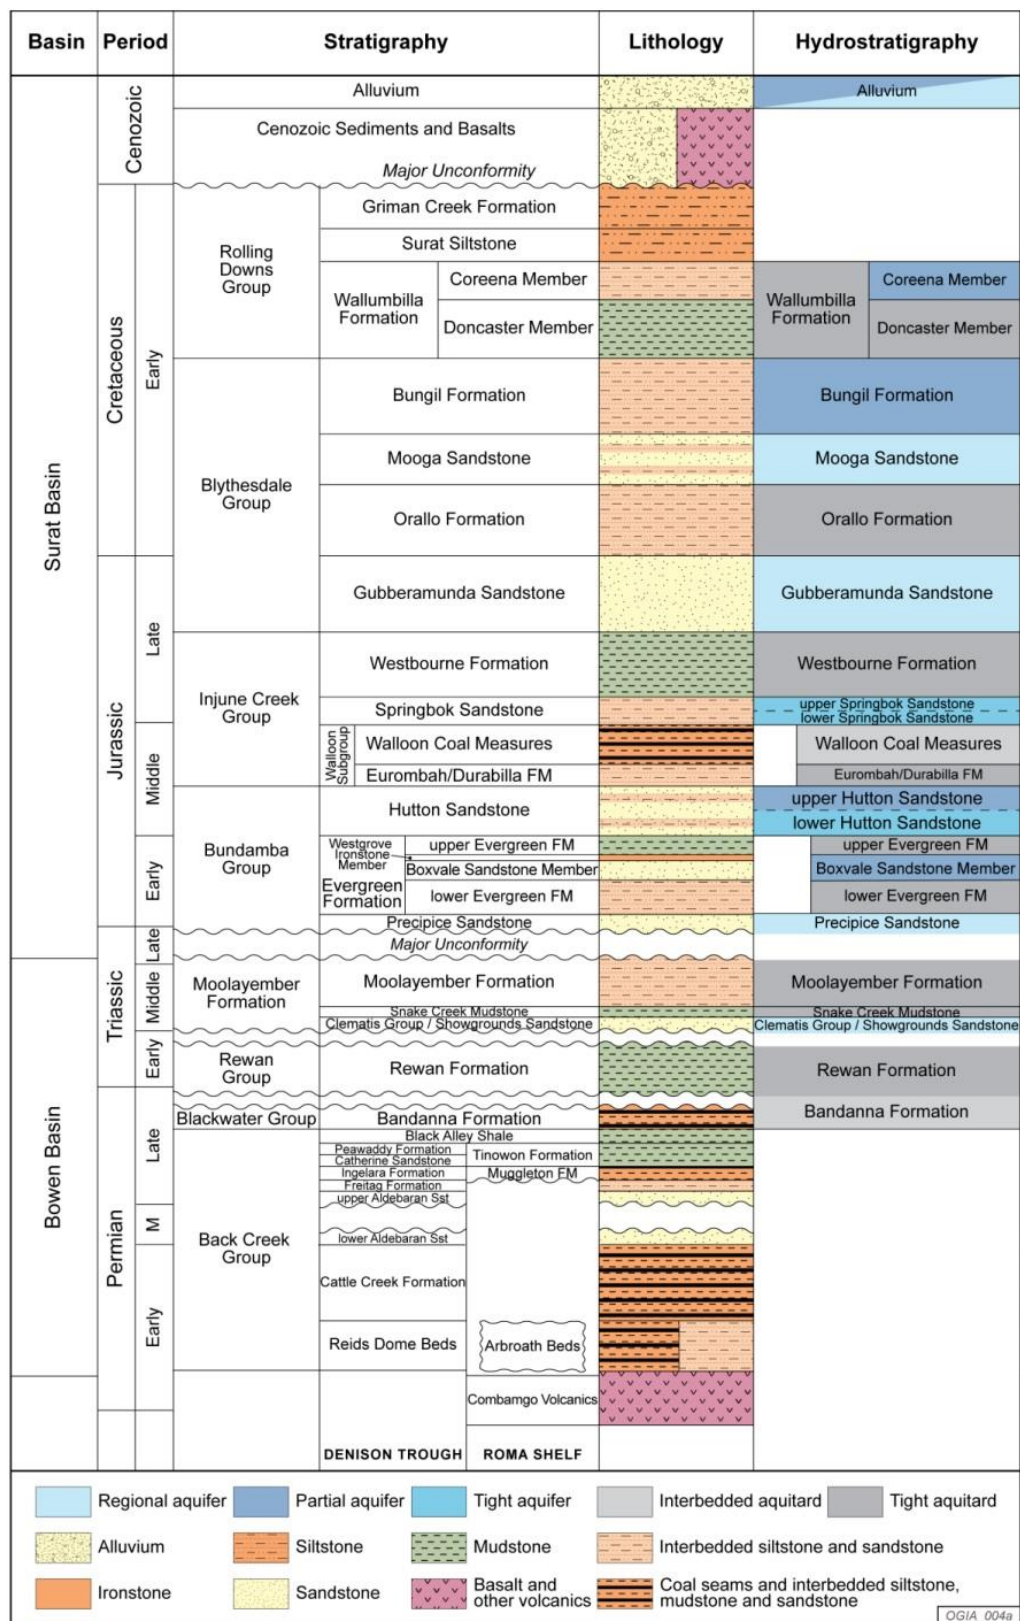 Basin Period Stratigraphy Lithology Hydrostratigraphy
Cenozoic
Alluvium
Alluvium
Cenozoic Sediments and Basalts
Major Unconformity
Surat Basin
Cretaceous
Early
Rolling
Downs
Group
Griman Creek Formation
Surat Siltstone
Wallumbilla
Formation
Coreena Member
Doncaster Member
Wallumbilla
Formation
Coreena Member
Doncaster Member
Blythesdale
Group
Bungil Formation
Bungil Formation
Mooga Sandstone
Mooga Sandstone
Orallo Formation
Orallo Formation
Jurassic
Late
Gubberamunda Sandstone
Gubberamunda Sandstone
Injune Creek
Group
Westbourne Formation
Westbourne Formation
Springbok Sandstone
upper Springbok Sandstone
lower Springbok Sandstone
Middle
Walloon
Subgroup
Walloon Coal Measures
Walloon Coal Measures
Eurombah/Durabilla FM
Eurombah/Durabilla FM
Bundamba
Group
Hutton Sandstone
upper Hutton Sandstone
lower Hutton Sandstone
Early
Westgrove
Ironstone
Member
Evergreen
Formation
upper Evergreen FM
upper Evergreen FM
Boxvale Sandstone Member
Boxvale Sandstone Member
lower Evergreen FM
lower Evergreen FM
Precipice Sandstone
Precipice Sandstone
Triassic
Late
Major Unconformity
Bowen Basin
Middle
Moolayember
Formation
Moolayember Formation
Moolayember Formation
Snake Creek Mudstone
Snake Creek Mudstone
Clematis Group / Showgrounds Sandstone
Clematis Group / Showgrounds Sandstone
Early
Rewan
Group
Rewan Formation
Rewan Formation
Permian
Late
Blackwater Group
Bandanna Formation
Bandanna Formation
Back Creek
Group
Black Alley Shale
Peawaddy Formation
Catherine Sandstone
Tinowon Formation
Ingelara Formation
Muggleton FM
Freitag Formation
upper Aldebaran Sst
M
lower Aldebaran Sst
Early
Cattle Creek Formation
Reids Dome Beds
Arbroath Beds
Combamgo Volcanics
DENISON TROUGH ROMA SHELF
Regional aquifer Partial aquifer Tight aquifer Interbedded aquitard Tight aquitard
Alluvium Siltstone Mudstone Interbedded siltstone and sandstone
Ironstone Sandstone Basalt and
other volcanics
Coal seams and interbedded siltstone,
mudstone and sandstone
OGIA_004a